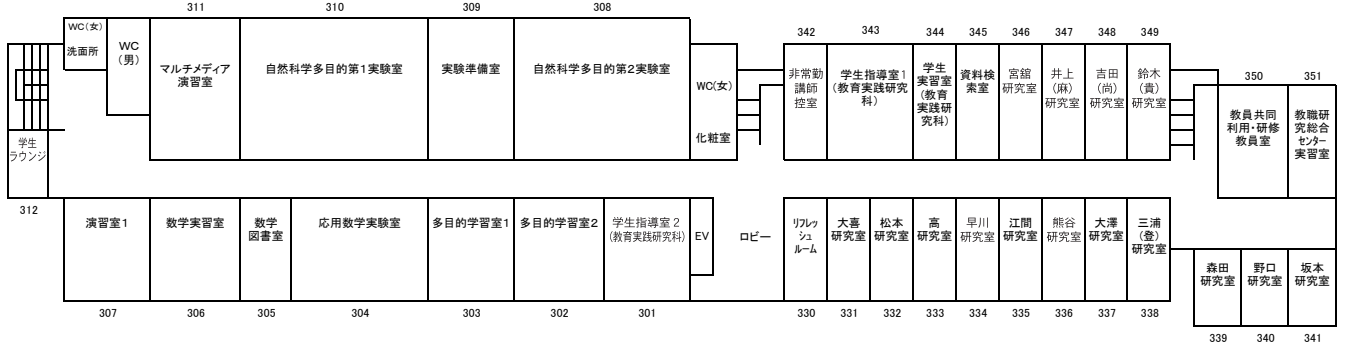 311
310
309
308
342
343
344
345
346
347
348
349
350
351
WC(女)
洗面所
WC
(男)
マルチメディア
演習室
自然科学多目的第1実験室
実験準備室
自然科学多目的第2実験室
WC(女)
化粧室
非常勤
講師
控室
学生指導室1
(教育実践研究
科)
学生
実習室
(教育
実践研
究科)
資料検
索室
宮舘
研究室
井上
(麻)
研究室
吉田
(尚)
研究室
鈴木
(貴)
研究室
教員共同
利用・研修
教員室
教職研
究総合
センター
実習室
学生
ラウンジ
312
演習室1
数学実習室
数学
図書室
応用数学実験室
多目的学習室1
多目的学習室2
学生指導室2
(教育実践研究科)
EV
ロビー
リフレッ
シュ
ルーム
大喜
研究室
松本
研究室
高
研究室
早川
研究室
江間
研究室
熊谷
研究室
大澤
研究室
三浦
(登)
研究室
森田
研究室
野口
研究室
坂本
研究室
307
306
305
304
303
302
301
330
331
332
333
334
335
336
337
338
339
340
341